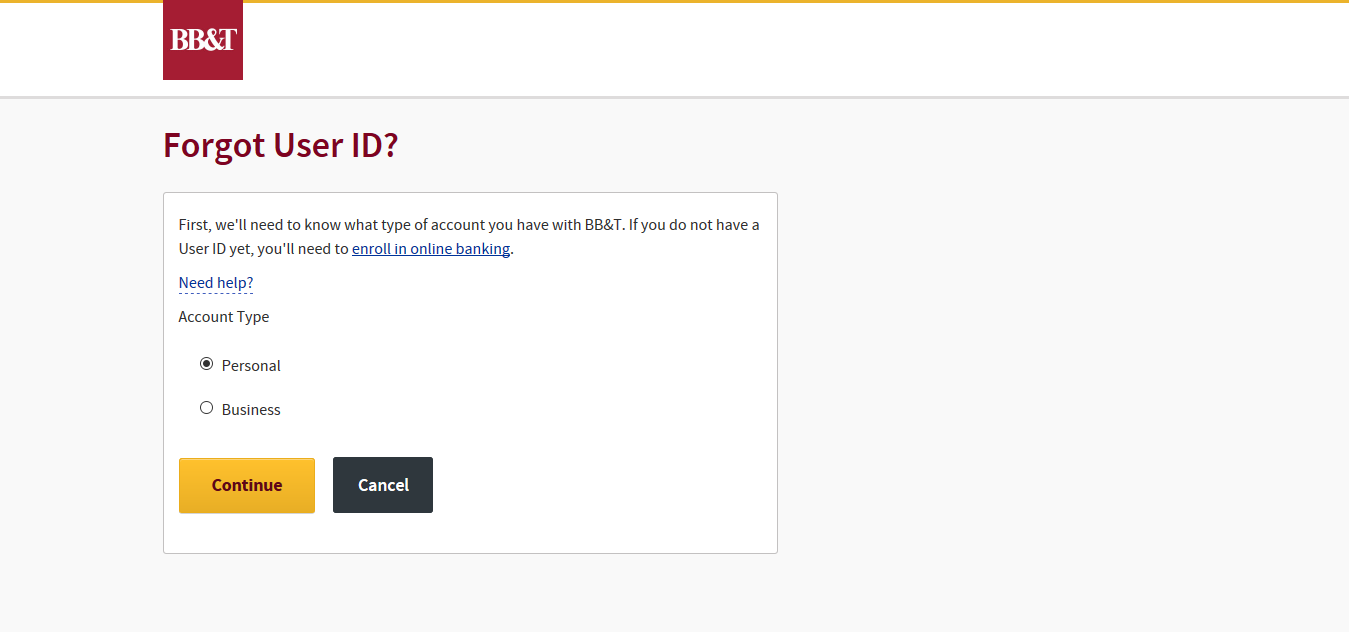 BB&T
Forgot User ID?
First, we'll need to know what type of account you have with BB&T. If you do not have a
User ID yet, you'll need to enroll in online banking.
Need help?
Account Type
Personal
Business
Continue Cancel